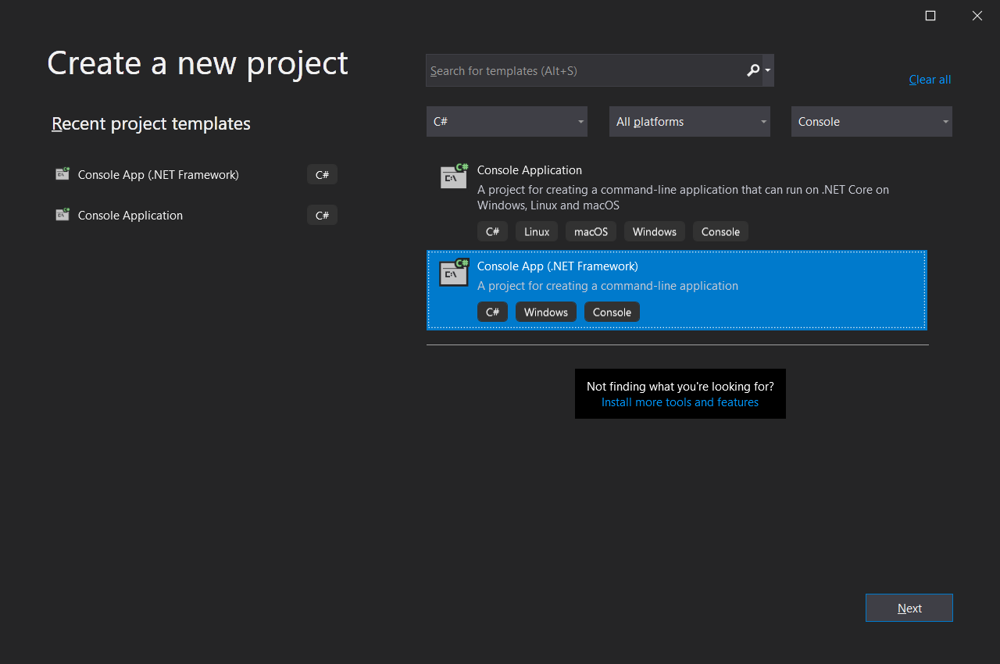 Create a new project
Search for templates (Alt+S)
Clear all
Recent project templates
C#
All platforms
Console
Console App (.NET Framework)
C#
Console Application
C#
Console Application
A project for creating a command-line application that can run on .NET Core on
Windows, Linux and macOS
C# Linux macOS Windows Console
Console App (.NET Framework)
A project for creating a command-line application
C# Windows Console
Not finding what you're looking for?
Install more tools and features
Next